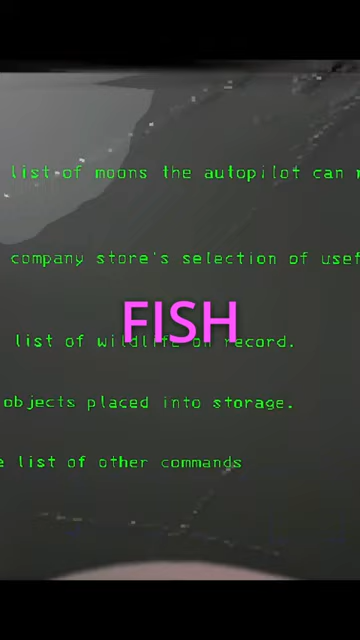 list of moons the autopilot can
company store's selection of
FISH
list of wildlife on record.
objects placed into storage.
list of other commands